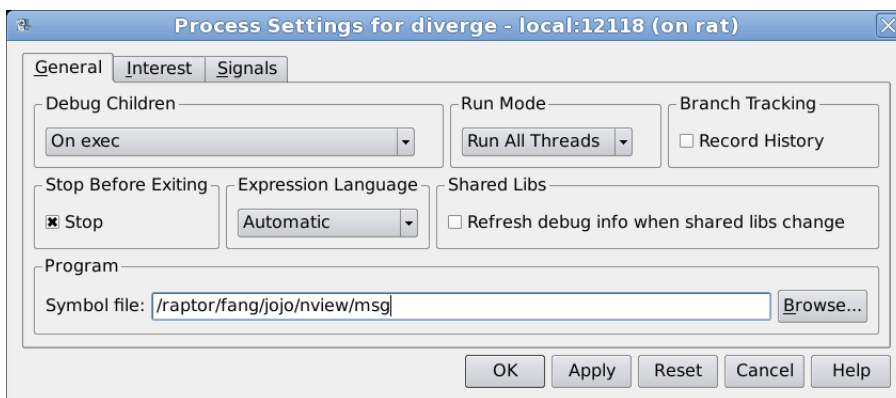 Process Settings for diverge - local:12118 (on rat)
General Interest Signals
Debug Children Run Mode Branch Tracking
On exec Run All Threads Record History
Stop Before Exiting Expression Language Shared Libs
Stop Automatic Refresh debug info when shared libs change
Program
Symbol file: /raptor/fang/jojo/nview/msg Browse...
OK Apply Reset Cancel Help